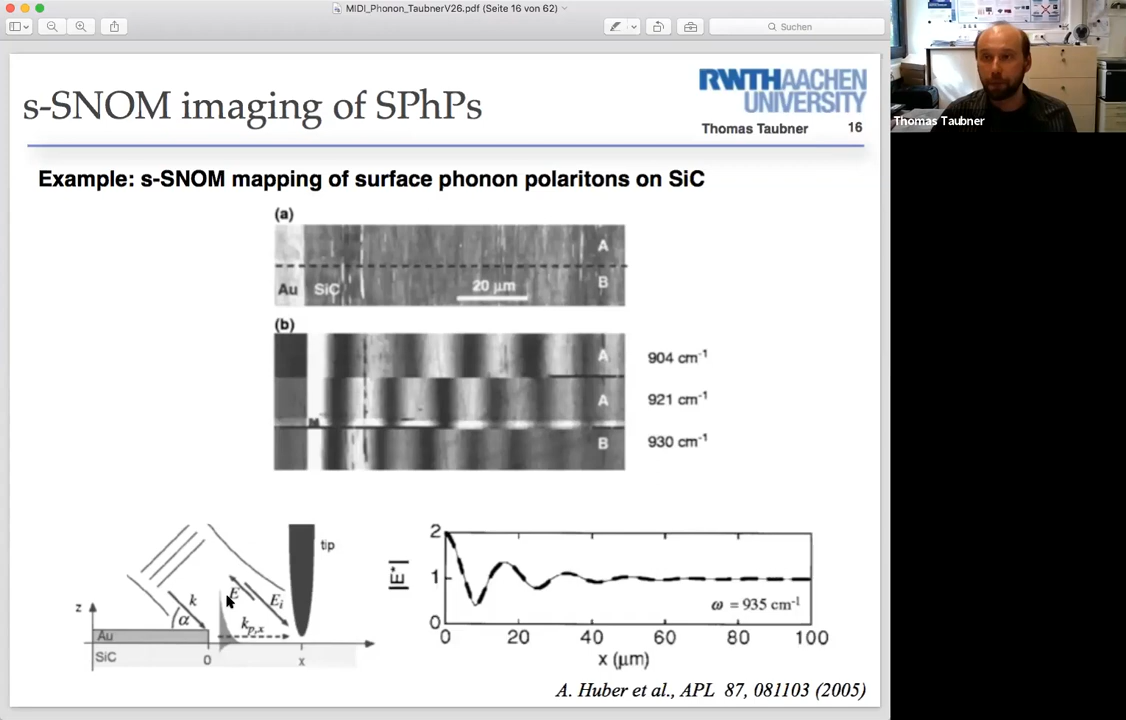 MIDI_Phonon_TaubnerV26.pdf (Seite 16 von 62)
Suchen
s-SNOM imaging of SPhPs
RWTHAACHEN
UNIVERSITY
Thomas Taubner 16
Thomas Taubner
Example: s-SNOM mapping of surface phonon polaritons on SiC
(a)
A
Au SiC 20 µm B
(b)
A 904 cm-1
A 921 cm-1
B 930 cm-1
tip
k E Ei
z α kp,x
Au
SiC 0 x
|E*|
2
1
0
ω = 935 cm-1
0 20 40 60 80 100
x (µm)
A. Huber et al., APL 87, 081103 (2005)